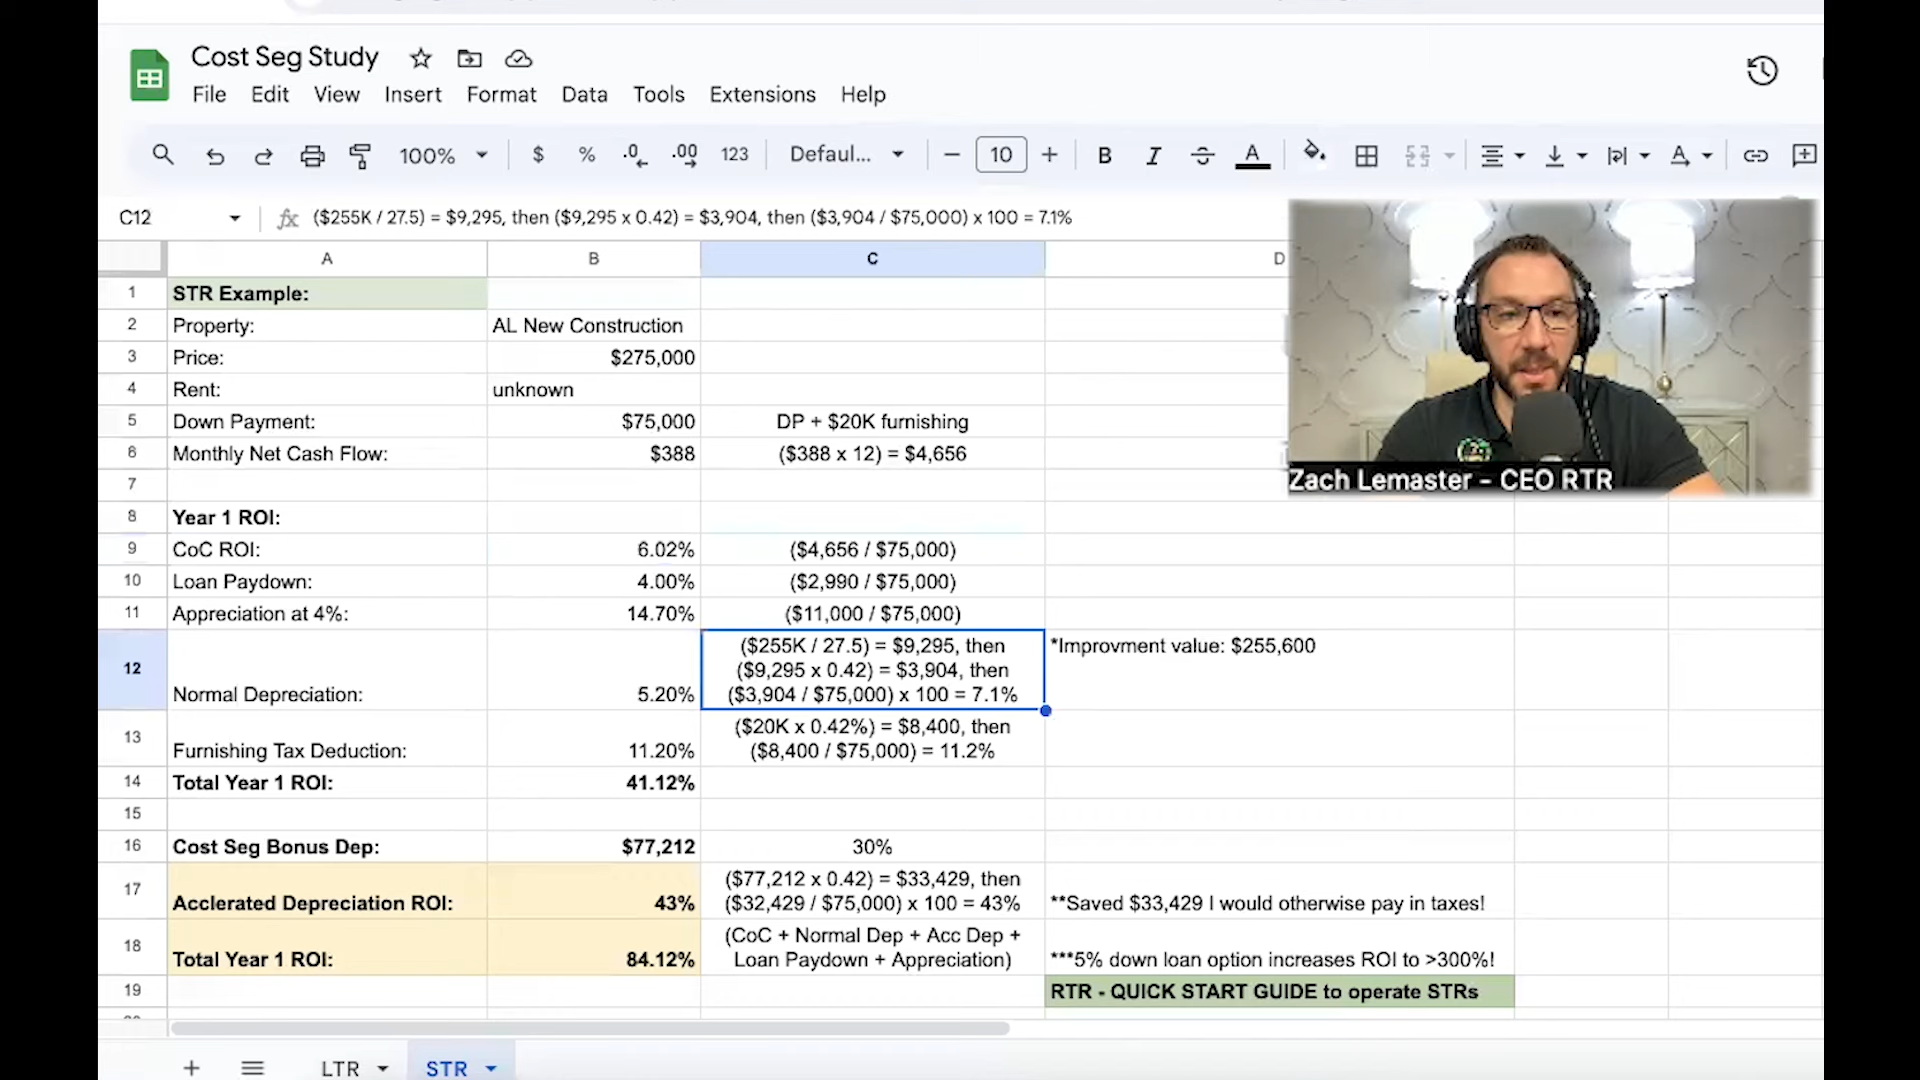 Cost Seg Study
File Edit View Insert Format Data Tools Extensions Help
100% $ % .0 .00 123 Defaul... 10 B I A
C12 fx ($255K / 27.5) = $9,295, then ($9,295 x 0.42) = $3,904, then ($3,904 / $75,000) x 100 = 7.1%
A B C D
1 STR Example:
2 Property: AL New Construction
3 Price: $275,000
4 Rent: unknown
5 Down Payment: $75,000 DP + $20K furnishing
6 Monthly Net Cash Flow: $388 ($388 x 12) = $4,656
Zach Lemaster - CEO RTR
7
8 Year 1 ROI:
9 CoC ROI: 6.02% ($4,656 / $75,000)
10 Loan Paydown: 4.00% ($2,990 / $75,000)
11 Appreciation at 4%: 14.70% ($11,000 / $75,000)
($255K / 27.5) = $9,295, then *Improvment value: $255,600
12 ($9,295 x 0.42) = $3,904, then
Normal Depreciation: 5.20% ($3,904 / $75,000) x 100 = 7.1%
13 ($20K x 0.42%) = $8,400, then
Furnishing Tax Deduction: 11.20% ($8,400 / $75,000) = 11.2%
14 Total Year 1 ROI: 41.12%
15
16 Cost Seg Bonus Dep: $77,212 30%
17 ($77,212 x 0.42) = $33,429, then
Acclerated Depreciation ROI: 43% ($32,429 / $75,000) x 100 = 43% **Saved $33,429 I would otherwise pay in taxes!
18 (CoC + Normal Dep + Acc Dep +
Total Year 1 ROI: 84.12% Loan Paydown + Appreciation) ***5% down loan option increases ROI to >300%!
19 RTR - QUICK START GUIDE to operate STRs
LTR STR